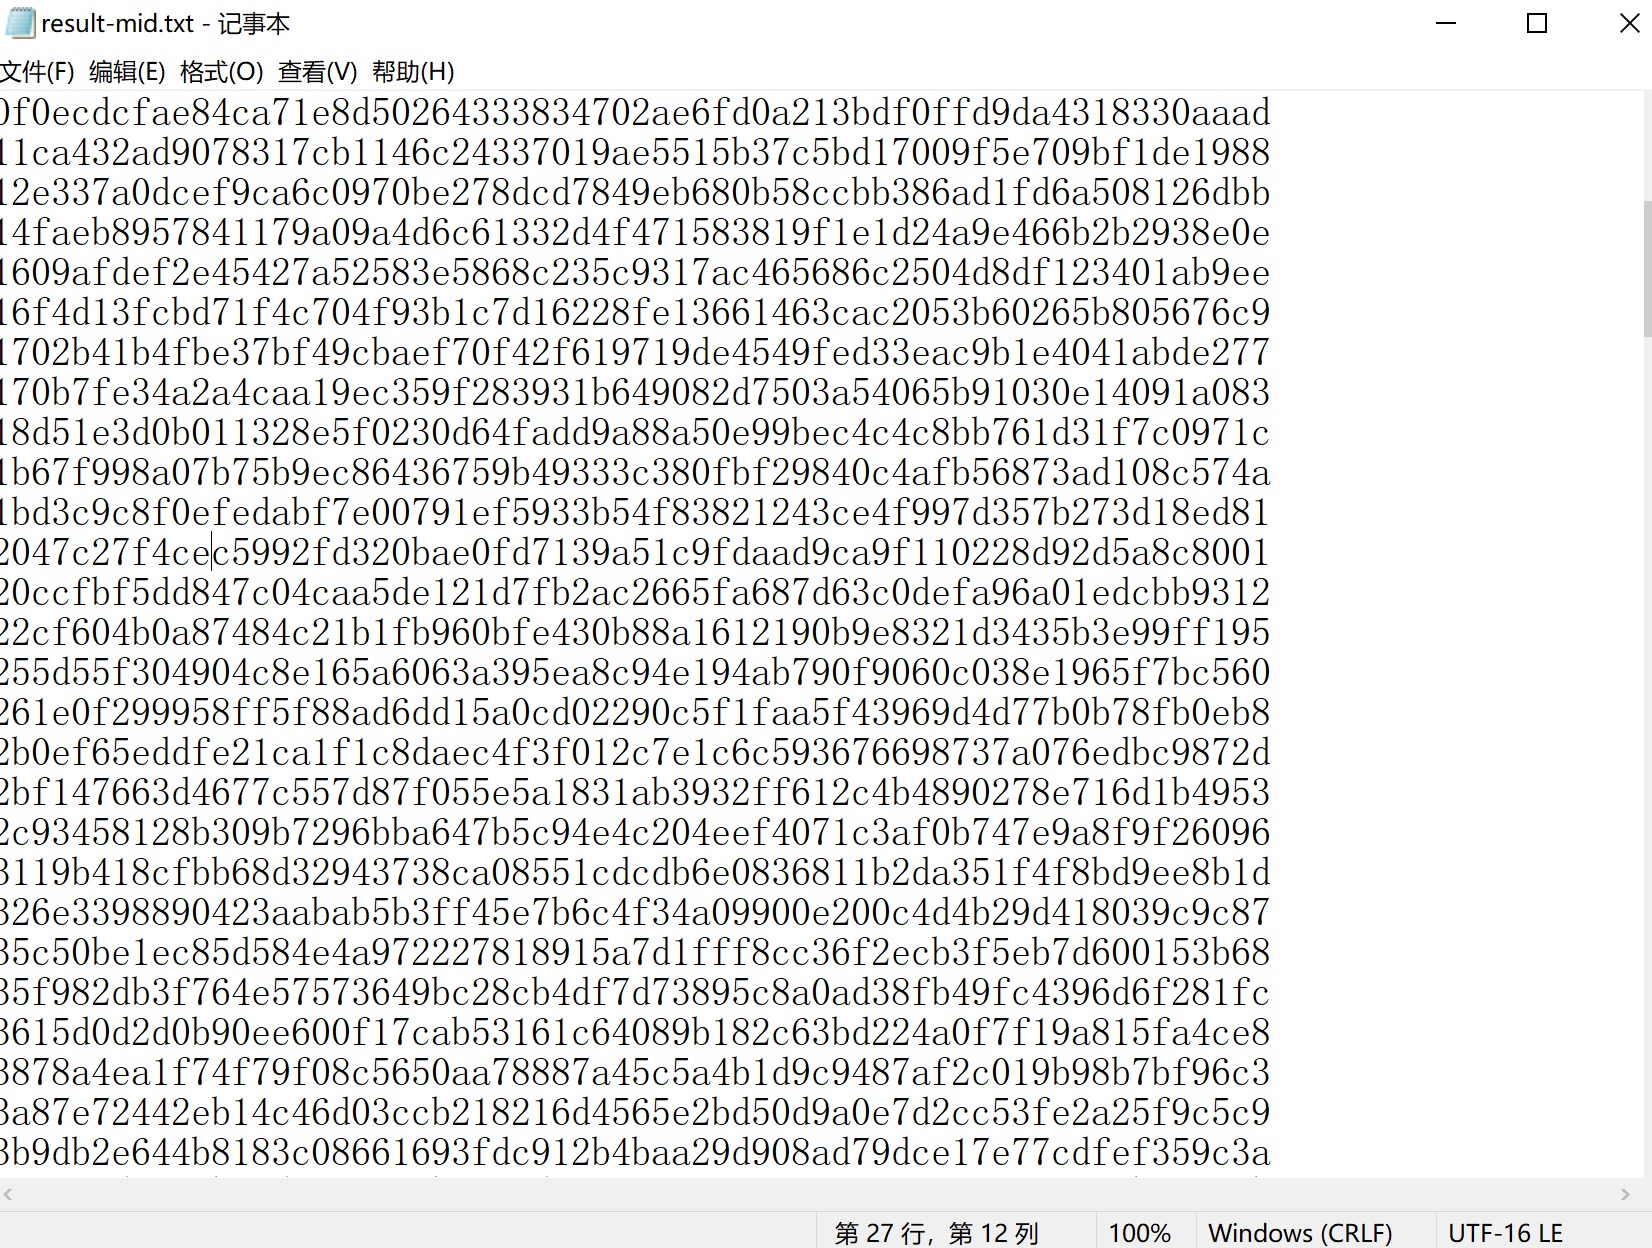 result-mid.txt - 记事本
文件(F) 编辑(E) 格式(O) 查看(V) 帮助(H)
0f0ecdcfae84ca71e8d50264333834702ae6fd0a213bdf0ffd9da4318330aaad
11ca432ad9078317cb1146c24337019ae5515b37c5bd17009f5e709bf1de1988
12e337a0dcef9ca6c0970be278dcd7849eb680b58ccbb386ad1fd6a508126dbb
14faeb8957841179a09a4d6c61332d4f471583819f1e1d24a9e466b2b2938e0e
1609afdef2e45427a52583e5868c235c9317ac465686c2504d8df123401ab9ee
16f4d13fcbd71f4c704f93b1c7d16228fe13661463cac2053b60265b805676c9
1702b41b4fbe37bf49cbaef70f42f619719de4549fed33eac9b1e4041abde277
170b7fe34a2a4caa19ec359f283931b649082d7503a54065b91030e14091a083
18d51e3d0b011328e5f0230d64fadd9a88a50e99bec4c4c8bb761d31f7c0971c
1b67f998a07b75b9ec86436759b49333c380fbf29840c4afb56873ad108c574a
1bd3c9c8f0efedabf7e00791ef5933b54f83821243ce4f997d357b273d18ed81
2047c27f4cec5992fd320bae0fd7139a51c9fdaad9ca9f110228d92d5a8c8001
20ccfbf5dd847c04caa5de121d7fb2ac2665fa687d63c0defa96a01edcbb9312
22cf604b0a87484c21b1fb960bfe430b88a1612190b9e8321d3435b3e99ff195
255d55f304904c8e165a6063a395ea8c94e194ab790f9060c038e1965f7bc560
261e0f299958ff5f88ad6dd15a0cd02290c5f1faa5f43969d4d77b0b78fb0eb8
2b0ef65eddfe21ca1f1c8daec4f3f012c7e1c6c593676698737a076edbc9872d
2bf147663d4677c557d87f055e5a1831ab3932ff612c4b4890278e716d1b4953
2c93458128b309b7296bba647b5c94e4c204eef4071c3af0b747e9a8f9f26096
3119b418cfbb68d32943738ca08551cdcdb6e0836811b2da351f4f8bd9ee8b1d
326e3398890423aabab5b3ff45e7b6c4f34a09900e200c4d4b29d418039c9c87
35c50be1ec85d584e4a972227818915a7d1fff8cc36f2ecb3f5eb7d600153b68
35f982db3f764e57573649bc28cb4df7d73895c8a0ad38fb49fc4396d6f281fc
3615d0d2d0b90ee600f17cab53161c64089b182c63bd224a0f7f19a815fa4ce8
3878a4ea1f74f79f08c5650aa78887a45c5a4b1d9c9487af2c019b98b7bf96c3
3a87e72442eb14c46d03ccb218216d4565e2bd50d9a0e7d2cc53fe2a25f9c5c9
3b9db2e644b8183c08661693fdc912b4baa29d908ad79dce17e77cdfef359c3a
第 27 行，第 12 列 100% Windows (CRLF) UTF-16 LE